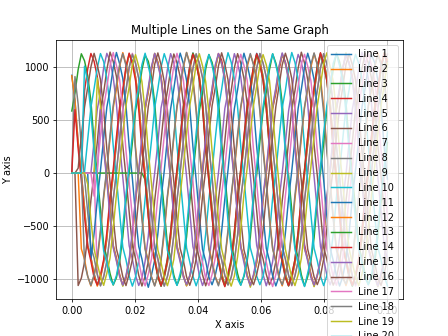 Multiple Lines on the Same Graph
Y axis
1000
500
0
−500
−1000
0.00
0.02
0.04
0.06
X axis
Line 1
Line 2
Line 3
Line 4
Line 5
Line 6
Line 7
Line 8
Line 9
Line 10
Line 11
Line 12
Line 13
Line 14
Line 15
Line 16
Line 17
Line 18
Line 19
Line 20